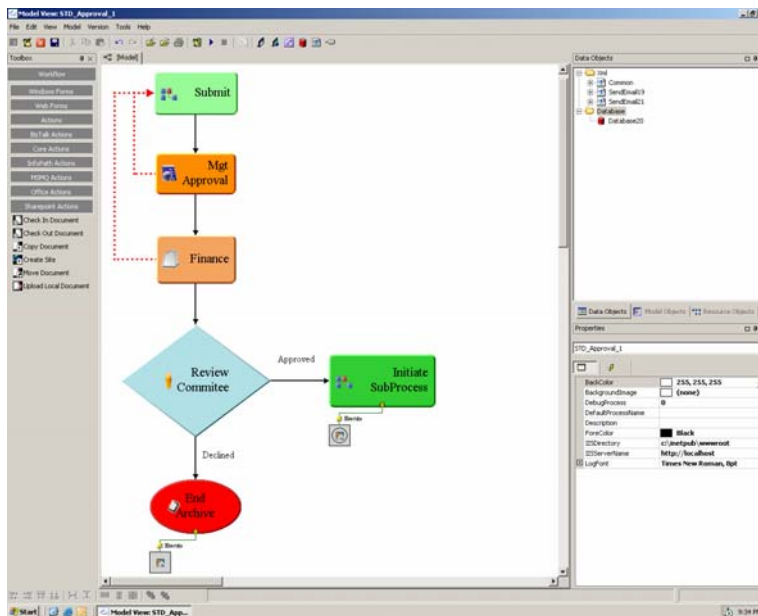 Model View: STD_Approval_1
File Edit View Model Version Tools Help
Toolbox
[Model]
Workflow
Windows Forms
Web Forms
Actions
BizTalk Actions
Core Actions
InfoPath Actions
MSMQ Actions
Office Actions
Sharepoint Actions
Check In Document
Check Out Document
Copy Document
Create Site
Move Document
Upload Local Document
Submit
Mgt
Approval
Finance
Review
Commitee
Approved
Initiate
SubProcess
Events
Declined
End
Archive
Events
Data Objects
Xml
Common
SendEmail19
SendEmail21
Database
Database20
Data Objects Model Objects Resource Objects
Properties
STD_Approval_1
BackColor 255, 255, 255
BackgroundImage (none)
DebugProcess 0
DefaultProcessName
Description
ForeColor Black
IISDirectory c:\inetpub\wwwroot
IISServerName http://localhost
LogFont Times New Roman, 8pt
Start
Model View: STD_App...
9:34 PM